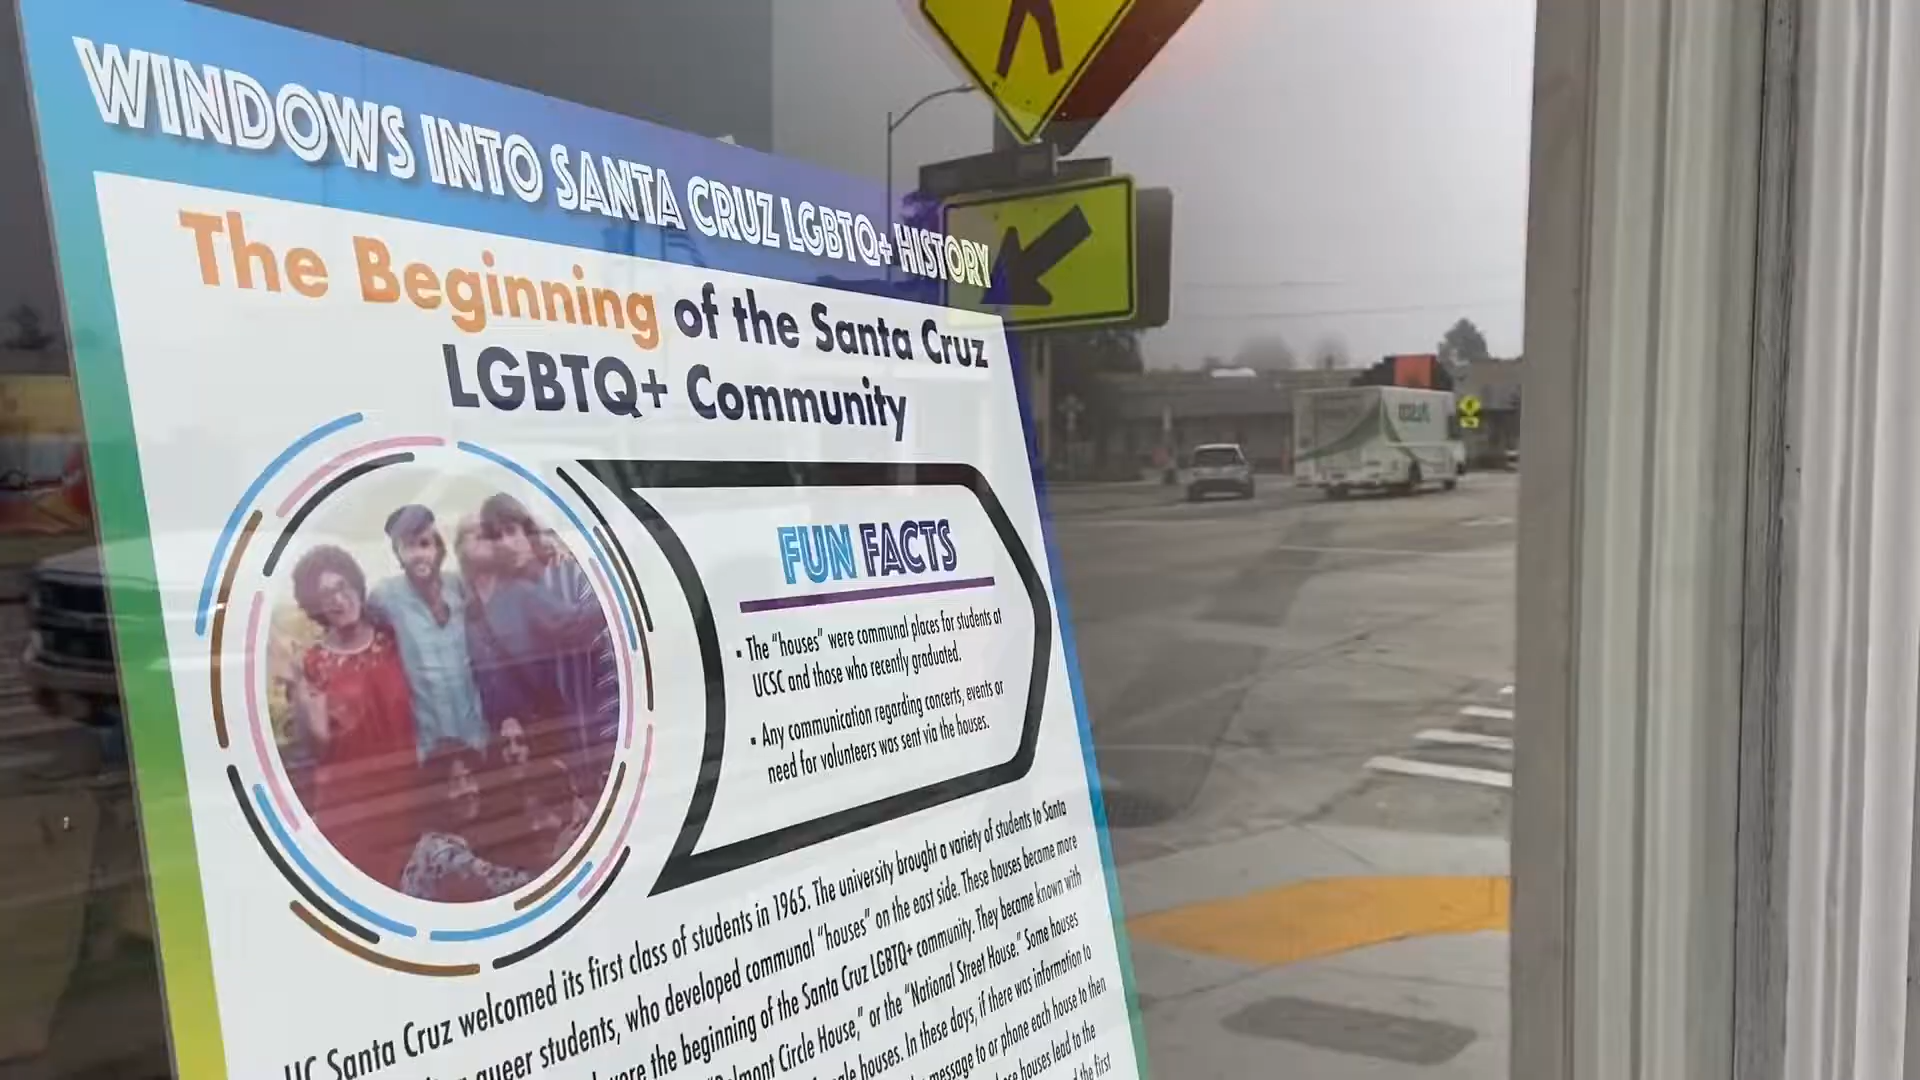 WINDOWS INTO SANTA CRUZ LGBTQ+ HISTORY
The Beginning of the Santa Cruz
LGBTQ+ Community
FUN FACTS
▪ The “houses” were communal places for students at
UCSC and those who recently graduated.
▪ Any communication regarding concerts, events or
need for volunteers was sent via the houses.
UC Santa Cruz welcomed its first class of students in 1965. The university brought a variety of students to Santa
queer students, who developed communal “houses” on the east side. These houses became more
were the beginning of the Santa Cruz LGBTQ+ community. They became known with
Circle House,” or the “National Street House.” Some houses
houses. In these days, if there was information to
message to or phone each house to then
houses lead to the
the first